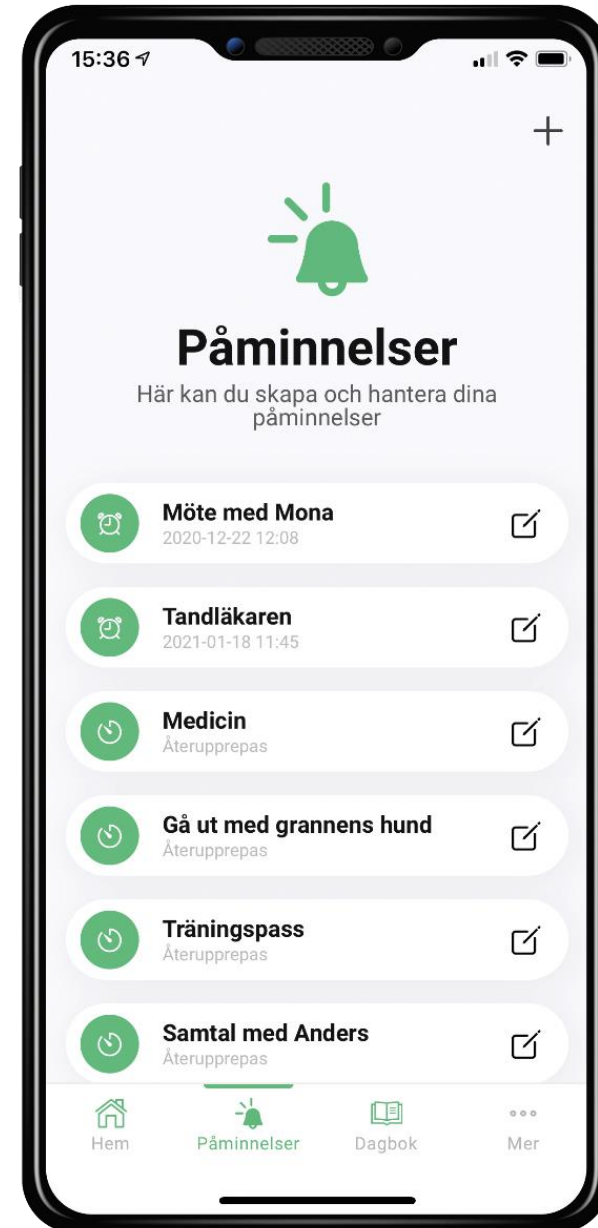 15:36
Påminnelser
Här kan du skapa och hantera dina
påminnelser
Möte med Mona
2020-12-22 12:08
Tandläkaren
2021-01-18 11:45
Medicin
Återupprepas
Gå ut med grannens hund
Återupprepas
Träningspass
Återupprepas
Samtal med Anders
Återupprepas
Hem
Påminnelser
Dagbok
Mer